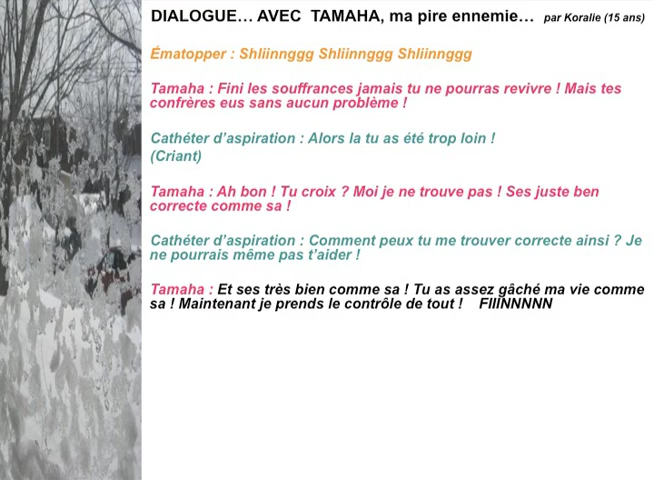 DIALOGUE... AVEC TAMAHA, ma pire ennemie... par Koralie (15 ans)
Ématopper : Shliinnggg Shliinnggg Shliinnggg
Tamaha : Fini les souffrances jamais tu ne pourras revivre ! Mais tes
confrères eus sans aucun problème !
Cathéter d'aspiration : Alors la tu as été trop loin !
(Criant)
Tamaha : Ah bon ! Tu croix ? Moi je ne trouve pas ! Ses juste ben
correcte comme sa !
Cathéter d'aspiration : Comment peux tu me trouver correcte ainsi ? Je
ne pourrais même pas t'aider !
Tamaha : Et ses très bien comme sa ! Tu as assez gâché ma vie comme
sa ! Maintenant je prends le contrôle de tout ! FIIINNNNN